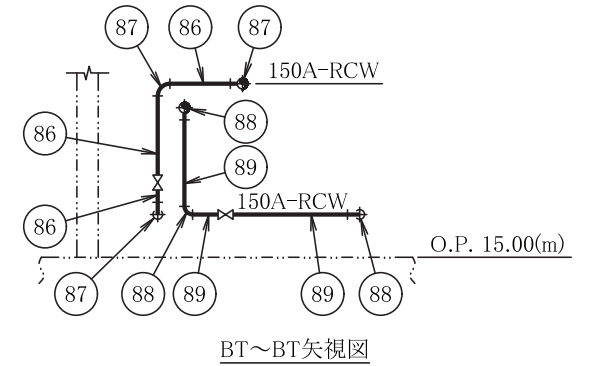 87 86 87
150A-RCW
88
86
89
150A-RCW
86
O.P. 15.00(m)
87 88 89 89 88
BT～BT矢視図